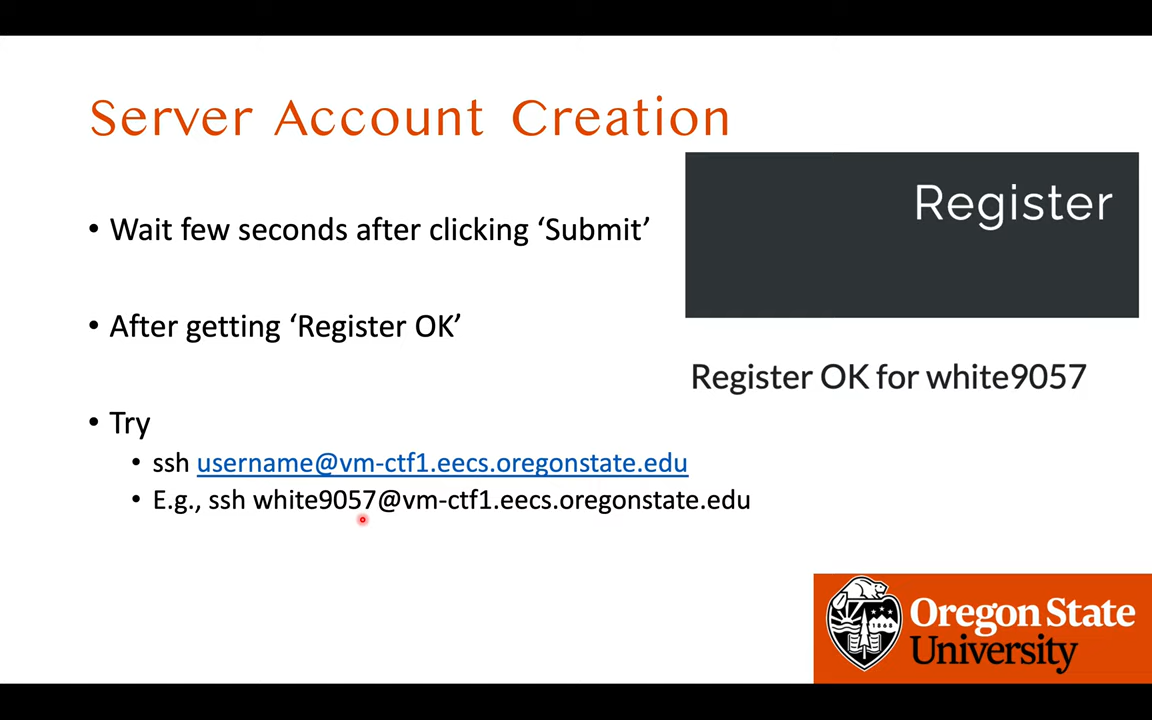 Server Account Creation
• Wait few seconds after clicking ‘Submit’
• After getting ‘Register OK’
• Try
• ssh username@vm-ctf1.eecs.oregonstate.edu
• E.g., ssh white9057@vm-ctf1.eecs.oregonstate.edu
Register
Register OK for white9057
Oregon State
University